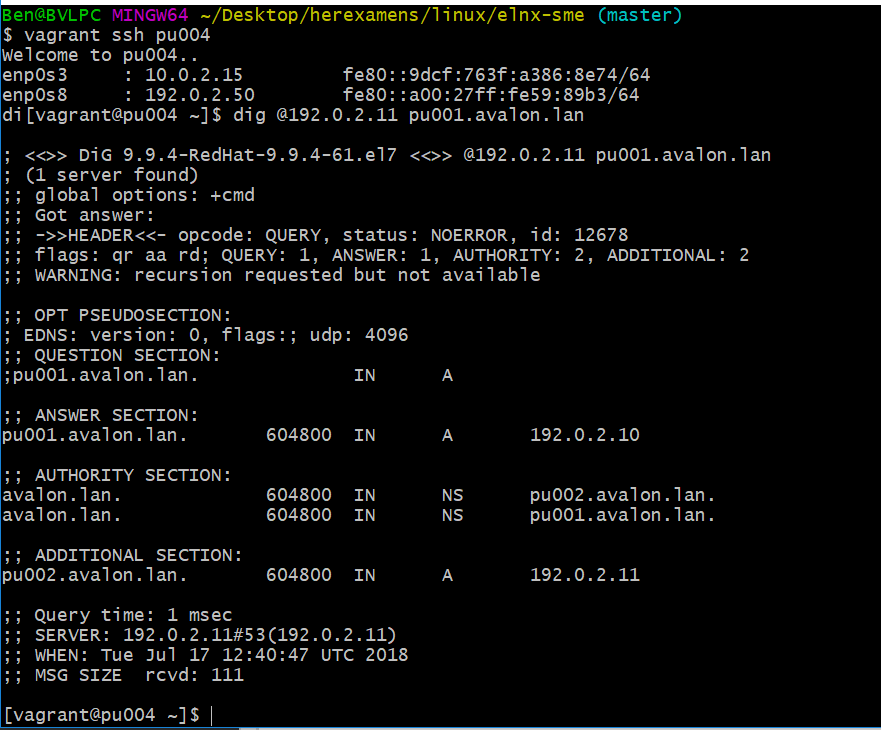 Ben@BVLPC MINGW64 ~/Desktop/herexamens/linux/elnx-sme (master)
$ vagrant ssh pu004
Welcome to pu004..
enp0s3     : 10.0.2.15            fe80::9dcf:763f:a386:8e74/64
enp0s8     : 192.0.2.50           fe80::a00:27ff:fe59:89b3/64
di[vagrant@pu004 ~]$ dig @192.0.2.11 pu001.avalon.lan

; <<>> DiG 9.9.4-RedHat-9.9.4-61.el7 <<>> @192.0.2.11 pu001.avalon.lan
; (1 server found)
;; global options: +cmd
;; Got answer:
;; ->>HEADER<<- opcode: QUERY, status: NOERROR, id: 12678
;; flags: qr aa rd; QUERY: 1, ANSWER: 1, AUTHORITY: 2, ADDITIONAL: 2
;; WARNING: recursion requested but not available

;; OPT PSEUDOSECTION:
; EDNS: version: 0, flags:; udp: 4096
;; QUESTION SECTION:
;pu001.avalon.lan.              IN      A

;; ANSWER SECTION:
pu001.avalon.lan.       604800  IN      A       192.0.2.10

;; AUTHORITY SECTION:
avalon.lan.             604800  IN      NS      pu002.avalon.lan.
avalon.lan.             604800  IN      NS      pu001.avalon.lan.

;; ADDITIONAL SECTION:
pu002.avalon.lan.       604800  IN      A       192.0.2.11

;; Query time: 1 msec
;; SERVER: 192.0.2.11#53(192.0.2.11)
;; WHEN: Tue Jul 17 12:40:47 UTC 2018
;; MSG SIZE  rcvd: 111

[vagrant@pu004 ~]$